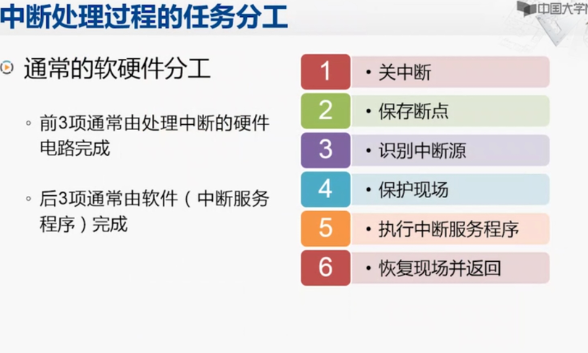 中断处理过程的任务分工
中国大学
通常的软硬件分工
◦ 前3项通常由处理中断的硬件
电路完成
◦ 后3项通常由软件（中断服务
程序）完成
1 • 关中断
2 • 保存断点
3 • 识别中断源
4 • 保护现场
5 • 执行中断服务程序
6 • 恢复现场并返回